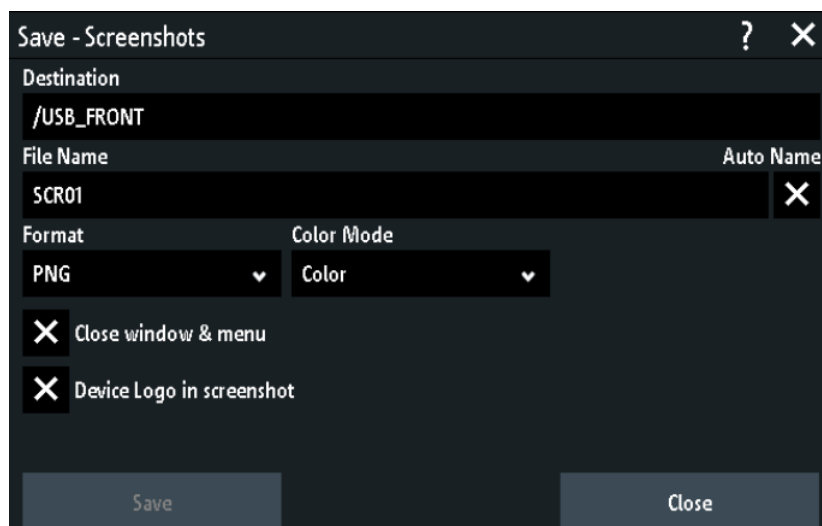 Save - Screenshots ?
Destination
/USB_FRONT
File Name Auto Name
SCR01
Format Color Mode
PNG Color
Close window & menu
Device Logo in screenshot
Save Close